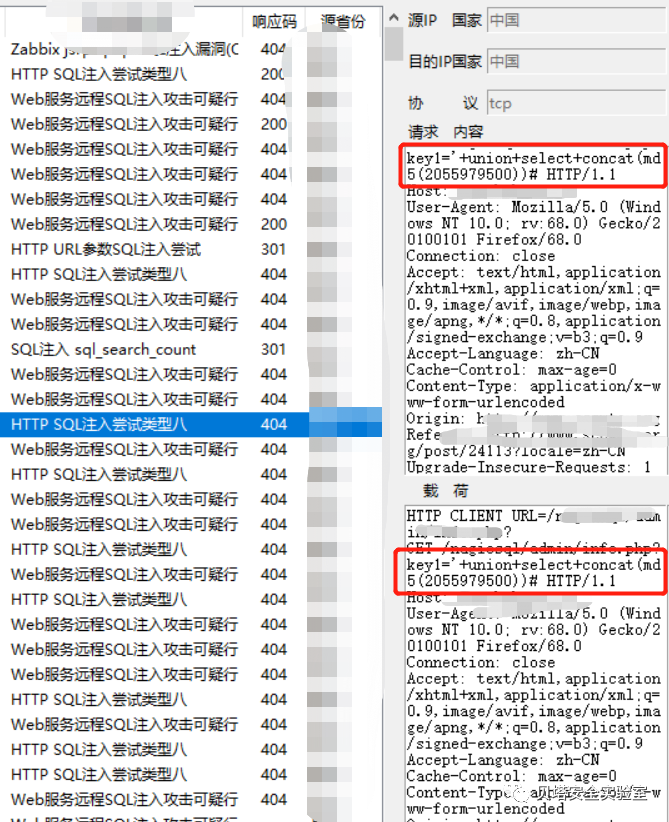 响应码 源省份
Zabbix js 注入漏洞(C 404
HTTP SQL注入尝试类型八 200
Web服务远程SQL注入攻击可疑行 404
Web服务远程SQL注入攻击可疑行 200
Web服务远程SQL注入攻击可疑行 404
Web服务远程SQL注入攻击可疑行 404
Web服务远程SQL注入攻击可疑行 404
Web服务远程SQL注入攻击可疑行 200
HTTP URL参数SQL注入尝试 301
HTTP SQL注入尝试类型八 404
Web服务远程SQL注入攻击可疑行 404
Web服务远程SQL注入攻击可疑行 404
SQL注入 sql_search_count 301
Web服务远程SQL注入攻击可疑行 404
Web服务远程SQL注入攻击可疑行 404
HTTP SQL注入尝试类型八 404
Web服务远程SQL注入攻击可疑行 404
HTTP SQL注入尝试类型八 404
Web服务远程SQL注入攻击可疑行 404
Web服务远程SQL注入攻击可疑行 404
HTTP SQL注入尝试类型八 404
Web服务远程SQL注入攻击可疑行 404
HTTP SQL注入尝试类型八 404
Web服务远程SQL注入攻击可疑行 404
Web服务远程SQL注入攻击可疑行 404
Web服务远程SQL注入攻击可疑行 404
HTTP SQL注入尝试类型八 404
Web服务远程SQL注入攻击可疑行 404
HTTP SQL注入尝试类型八 404
HTTP SQL注入尝试类型八 404
Web服务远程SQL注入攻击可疑行 404
源IP 国家 中国
目的IP国家 中国
协 议 tcp
请求 内容
key1='+union+select+concat(md
5(2055979500))# HTTP/1.1
Host:
User-Agent: Mozilla/5.0 (Wind
ows NT 10.0; rv:68.0) Gecko/2
0100101 Firefox/68.0
Connection: close
Accept: text/html,application
/xhtml+xml,application/xml;q=
0.9,image/avif,image/webp,ima
ge/apng,*/*;q=0.8,application
/signed-exchange;v=b3;q=0.9
Accept-Language: zh-CN
Cache-Control: max-age=0
Content-Type: application/x-w
ww-form-urlencoded
Origin:
g/post/24113?locale=zh-CN
Upgrade-Insecure-Requests: 1
载 荷
HTTP CLIENT URL=/
GET /nagiosql/admin/info.php?
key1='+union+select+concat(md
5(2055979500))# HTTP/1.1
Host
User-Agent: Mozilla/5.0 (Wind
ows NT 10.0; rv:68.0) Gecko/2
0100101 Firefox/68.0
Connection: close
Accept: text/html,application
/xhtml+xml,application/xml;q=
0.9,image/avif,image/webp,ima
ge/apng,*/*;q=0.8,application
/signed-exchange;v=b3;q=0.9
Accept-Language: zh-CN
Cache-Control: max-age=0
Content-Typ
ww-form-urlencoded
贝塔安全实验室